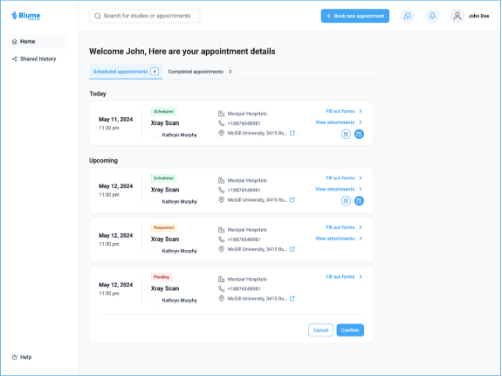 Blume
Search for studies or appointments
Book new appointment
John Doe
Home
Shared history
Welcome John, Here are your appointment details
Scheduled appointments 4
Completed appointments 2
Today
May 11, 2024
11:30 pm
Scheduled
Xray Scan
Kathryn Murphy
Manipal Hospitals
+18876548981
McGill University, 3415 Ru...
Fill out forms
View attachments
Upcoming
May 12, 2024
11:30 pm
Scheduled
Xray Scan
Kathryn Murphy
Manipal Hospitals
+18876548981
McGill University, 3415 Ru...
Fill out forms
View attachments
May 12, 2024
11:30 pm
Requested
Xray Scan
Kathryn Murphy
Manipal Hospitals
+18876548981
McGill University, 3415 Ru...
Fill out forms
View attachments
May 12, 2024
11:30 pm
Pending
Xray Scan
Kathryn Murphy
Manipal Hospitals
+18876548981
McGill University, 3415 Ru...
Fill out forms
Cancel
Confirm
Help